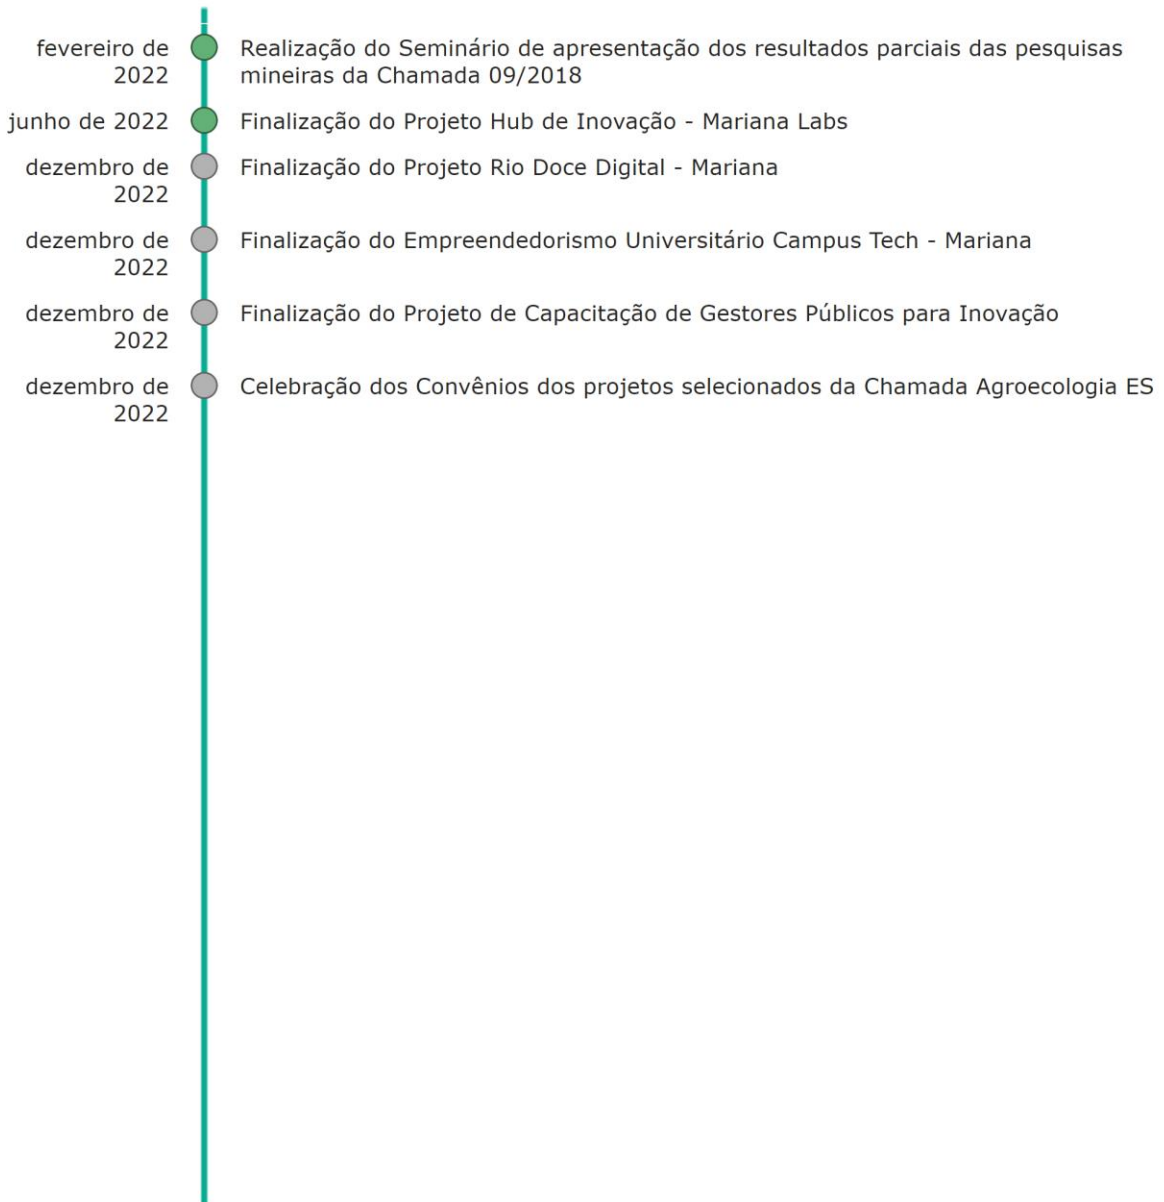 fevereiro de
2022
Realização do Seminário de apresentação dos resultados parciais das pesquisas
mineiras da Chamada 09/2018
junho de 2022
Finalização do Projeto Hub de Inovação - Mariana Labs
dezembro de
2022
Finalização do Projeto Rio Doce Digital - Mariana
dezembro de
2022
Finalização do Empreendedorismo Universitário Campus Tech - Mariana
dezembro de
2022
Finalização do Projeto de Capacitação de Gestores Públicos para Inovação
dezembro de
2022
Celebração dos Convênios dos projetos selecionados da Chamada Agroecologia ES